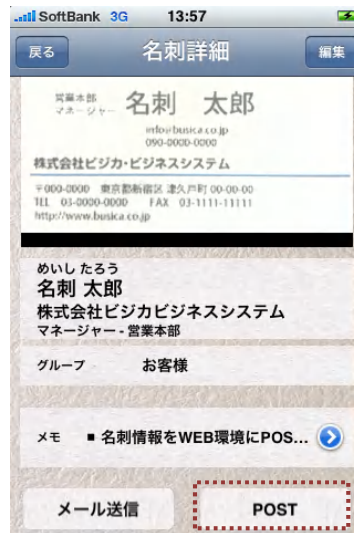 SoftBank 3G 13:57
戻る 名刺詳細 編集
営業本部
マネージャー 名刺 太郎
info@busica.co.jp
090-0000-0000
株式会社ビジカ・ビジネスシステム
〒000-0000 東京都新宿区 津久戸町 00-00-00
TEL 03-0000-0000 FAX 03-1111-11111
http://www.busica.co.jp
めいし たろう
名刺 太郎
株式会社ビジカビジネスシステム
マネージャー - 営業本部
グループ お客様
メモ ■ 名刺情報をWEB環境にPOS...
メール送信 POST